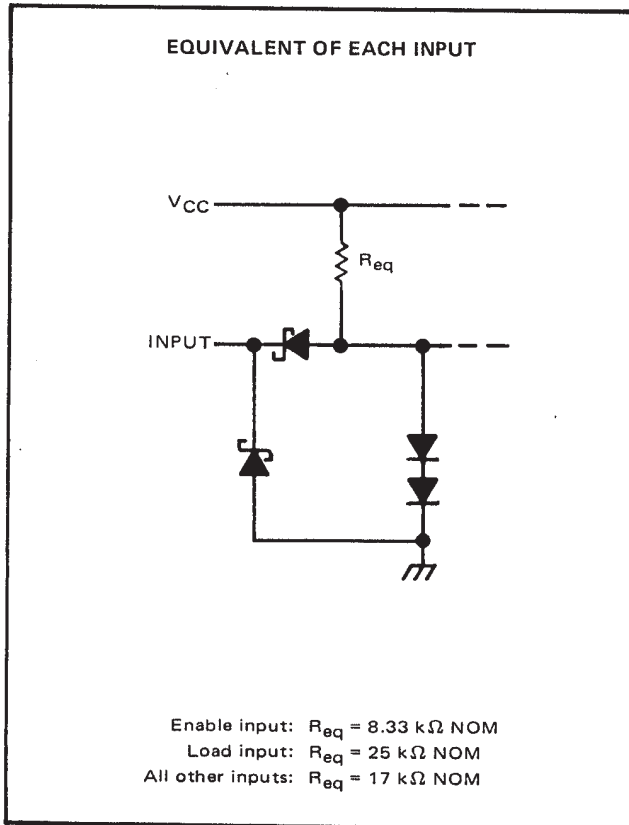 EQUIVALENT OF EACH INPUT
VCC
Req
INPUT
Enable input: Req = 8.33 kΩ NOM
Load input: Req = 25 kΩ NOM
All other inputs: Req = 17 kΩ NOM